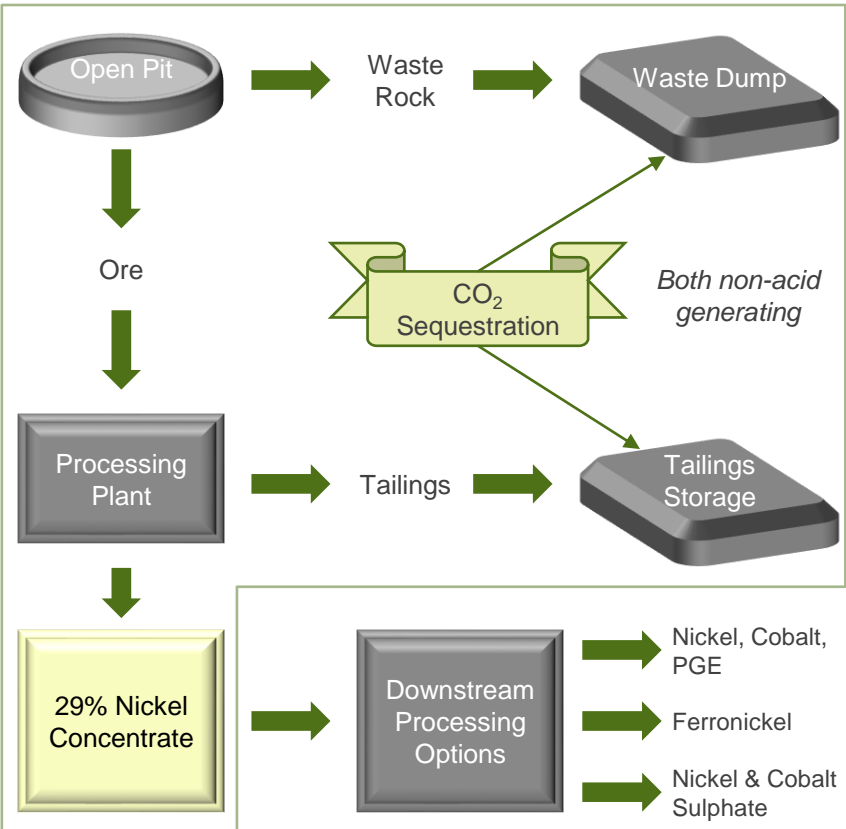 Open Pit
Waste
Rock
Waste Dump
Ore
CO₂
Sequestration
Both non-acid
generating
Processing
Plant
Tailings
Tailings
Storage
29% Nickel
Concentrate
Downstream
Processing
Options
Nickel, Cobalt,
PGE
Ferronickel
Nickel & Cobalt
Sulphate